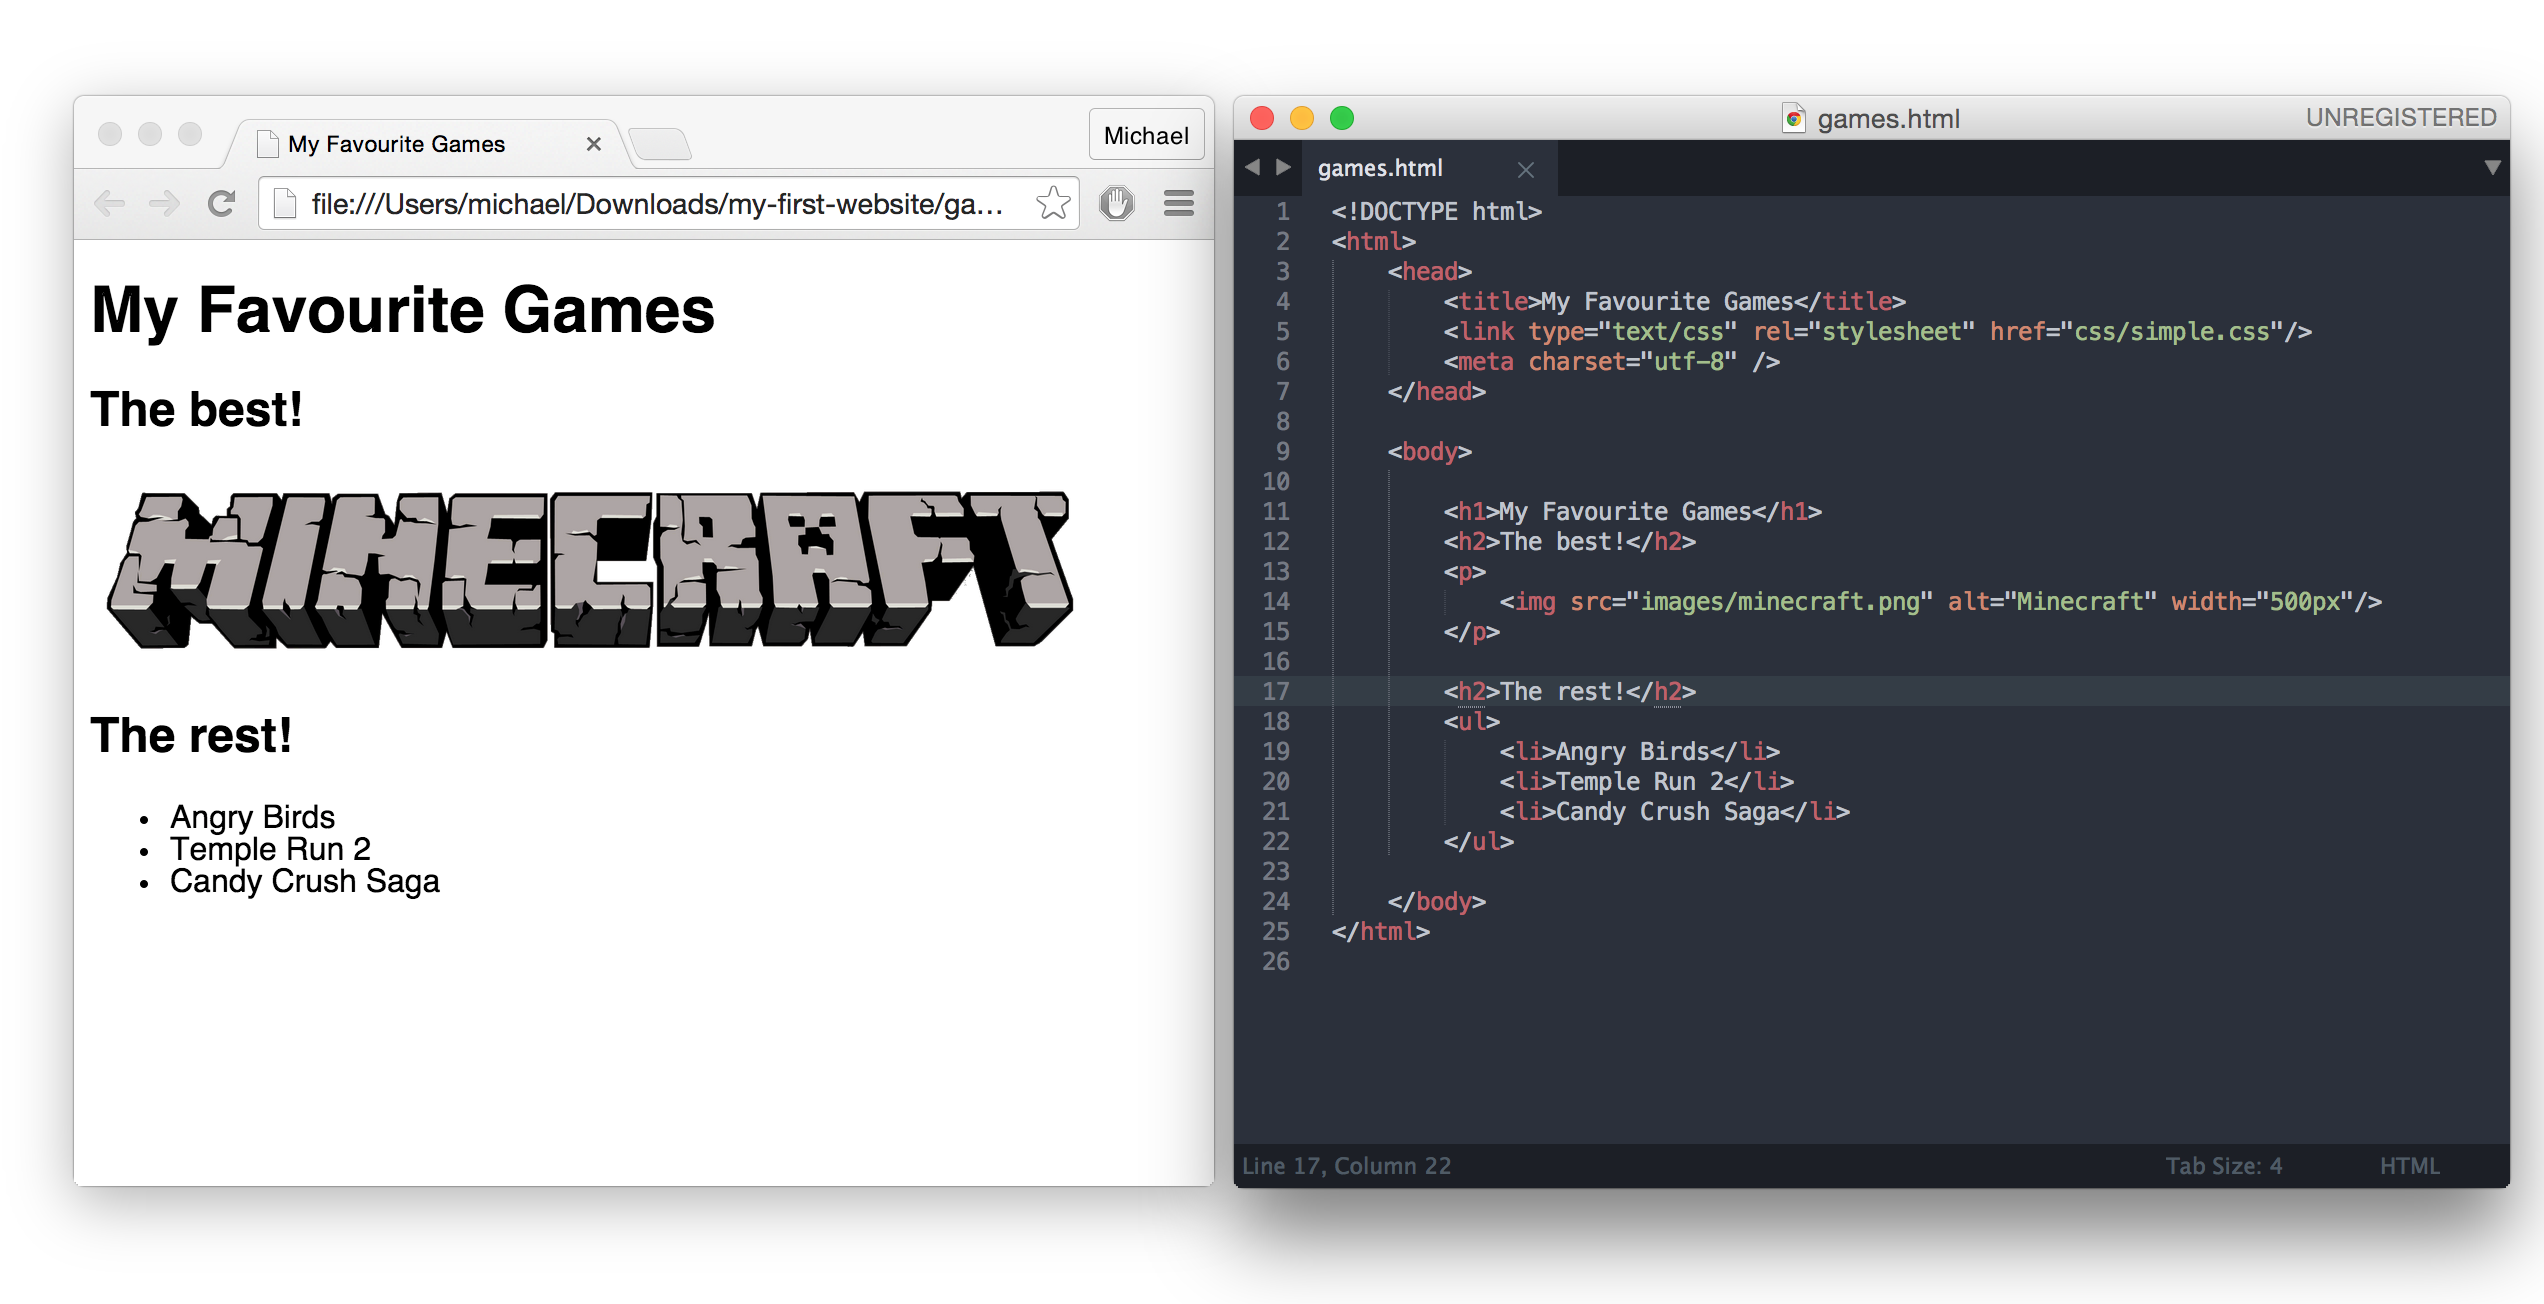 My Favourite Games
Michael
file:///Users/michael/Downloads/my-first-website/ga...
My Favourite Games
The best!
MINECRAFT
The rest!
• Angry Birds
• Temple Run 2
• Candy Crush Saga
games.html
UNREGISTERED
games.html
1 <!DOCTYPE html>
2 <html>
3 <head>
4 <title>My Favourite Games</title>
5 <link type="text/css" rel="stylesheet" href="css/simple.css"/>
6 <meta charset="utf-8" />
7 </head>
8
9 <body>
10
11 <h1>My Favourite Games</h1>
12 <h2>The best!</h2>
13 <p>
14 <img src="images/minecraft.png" alt="Minecraft" width="500px"/>
15 </p>
16
17 <h2>The rest!</h2>
18 <ul>
19 <li>Angry Birds</li>
20 <li>Temple Run 2</li>
21 <li>Candy Crush Saga</li>
22 </ul>
23
24 </body>
25 </html>
26
Line 17, Column 22
Tab Size: 4
HTML